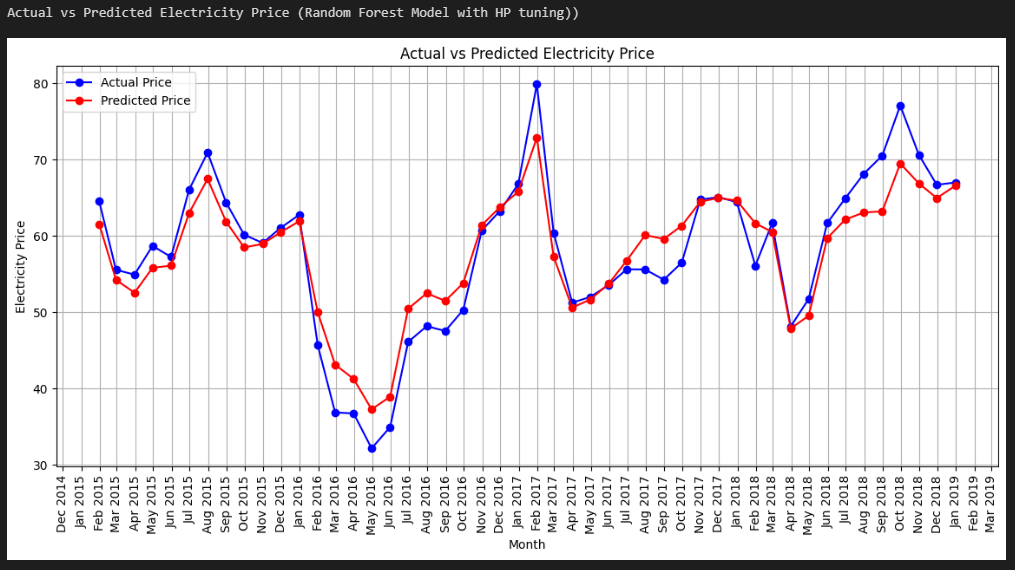 Actual vs Predicted Electricity Price (Random Forest Model with HP tuning))
Actual vs Predicted Electricity Price
Actual Price
Predicted Price
Electricity Price
80
70
60
50
40
30
Dec 2014
Jan 2015
Feb 2015
Mar 2015
Apr 2015
May 2015
Jun 2015
Jul 2015
Aug 2015
Sep 2015
Oct 2015
Nov 2015
Dec 2015
Jan 2016
Feb 2016
Mar 2016
Apr 2016
May 2016
Jun 2016
Jul 2016
Aug 2016
Sep 2016
Oct 2016
Nov 2016
Dec 2016
Jan 2017
Feb 2017
Mar 2017
Apr 2017
May 2017
Jun 2017
Jul 2017
Aug 2017
Sep 2017
Oct 2017
Nov 2017
Dec 2017
Jan 2018
Feb 2018
Mar 2018
Apr 2018
May 2018
Jun 2018
Jul 2018
Aug 2018
Sep 2018
Oct 2018
Nov 2018
Dec 2018
Jan 2019
Feb 2019
Mar 2019
Month